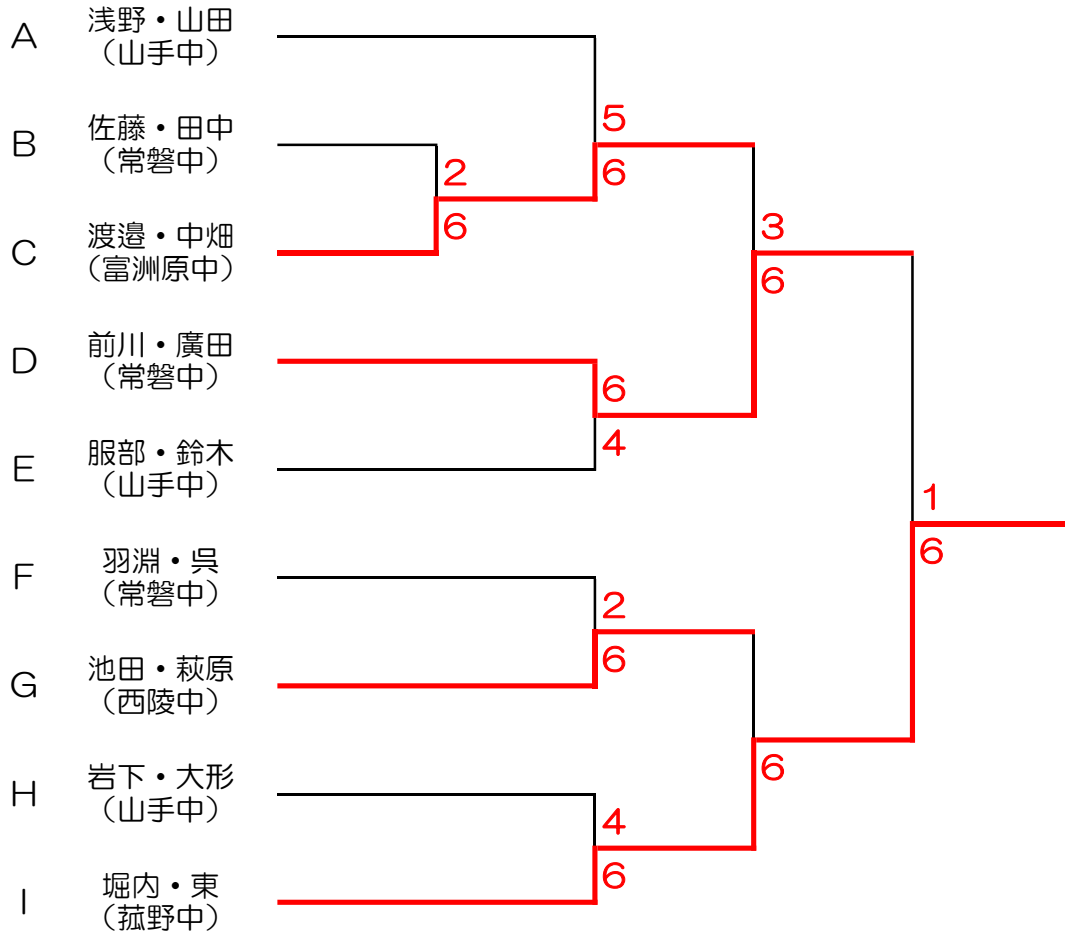 A
浅野・山田
（山手中）
5
6
B
佐藤・田中
（常磐中）
2
6
C
渡邉・中畑
（富洲原中）
3
6
D
前川・廣田
（常磐中）
6
4
E
服部・鈴木
（山手中）
1
6
F
羽淵・呉
（常磐中）
2
6
G
池田・萩原
（西陵中）
6
H
岩下・大形
（山手中）
4
6
I
堀内・東
（菰野中）